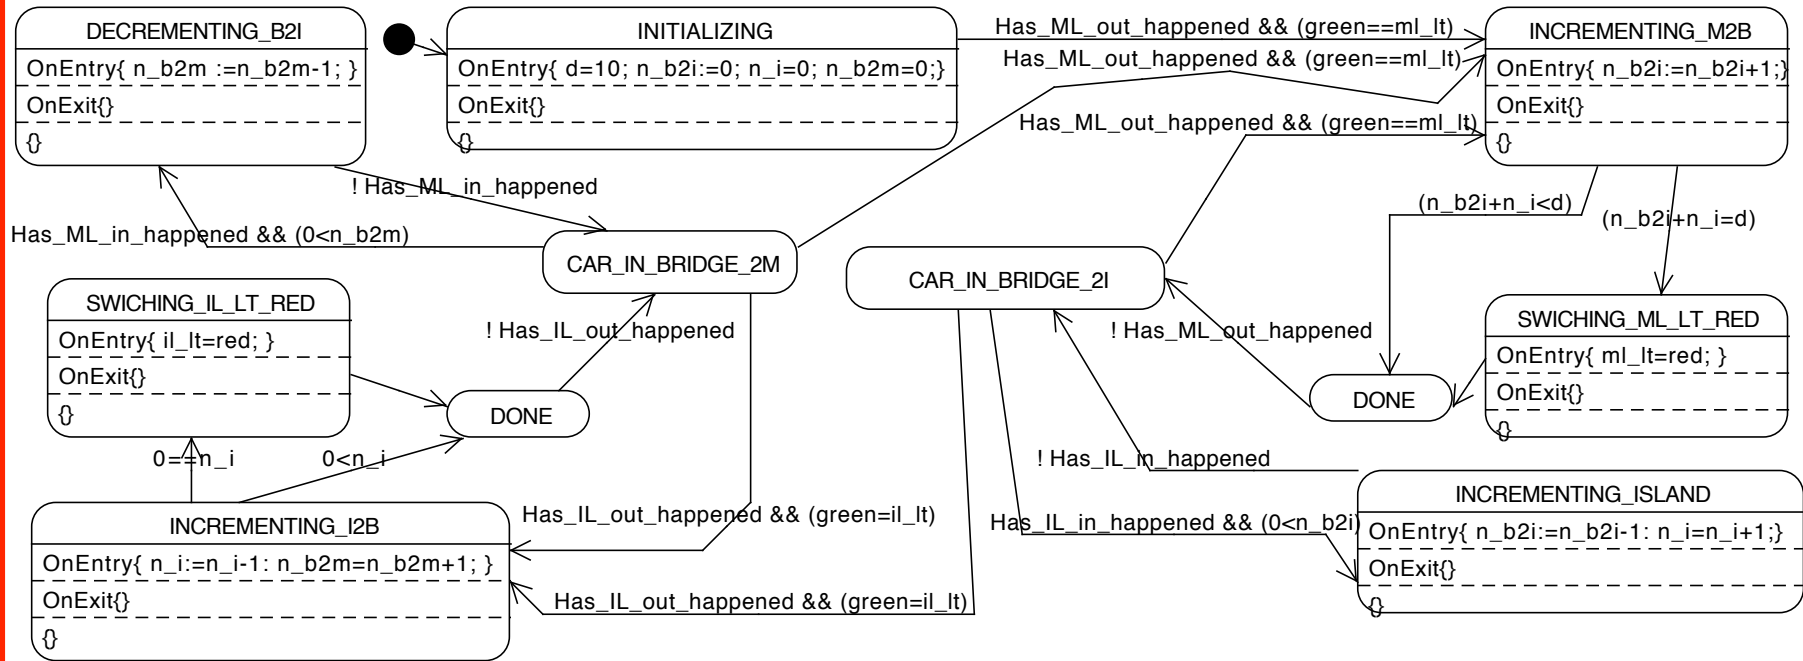 DECREMENTING_B2I
OnEntry{ n_b2m :=n_b2m-1; }
OnExit{}
{}
INITIALIZING
OnEntry{ d=10; n_b2i:=0; n_i=0; n_b2m=0;}
OnExit{}
{}
Has_ML_out_happened && (green==ml_lt)
Has_ML_out_happened && (green==ml_lt)
Has_ML_out_happened && (green==ml_lt)
INCREMENTING_M2B
OnEntry{ n_b2i:=n_b2i+1;}
OnExit{}
{}
! Has_ML_in_happened
Has_ML_in_happened && (0<n_b2m)
CAR_IN_BRIDGE_2M
CAR_IN_BRIDGE_2I
(n_b2i+n_i<d)
(n_b2i+n_i=d)
SWICHING_IL_LT_RED
OnEntry{ il_lt=red; }
OnExit{}
{}
! Has_IL_out_happened
! Has_ML_out_happened
SWICHING_ML_LT_RED
OnEntry{ ml_lt=red; }
OnExit{}
{}
DONE
DONE
0==n_i
0<n_i
! Has_IL_in_happened
INCREMENTING_I2B
OnEntry{ n_i:=n_i-1: n_b2m=n_b2m+1; }
OnExit{}
{}
Has_IL_out_happened && (green=il_lt)
Has_IL_out_happened && (green=il_lt)
Has_IL_in_happened && (0<n_b2i)
INCREMENTING_ISLAND
OnEntry{ n_b2i:=n_b2i-1: n_i=n_i+1;}
OnExit{}
{}